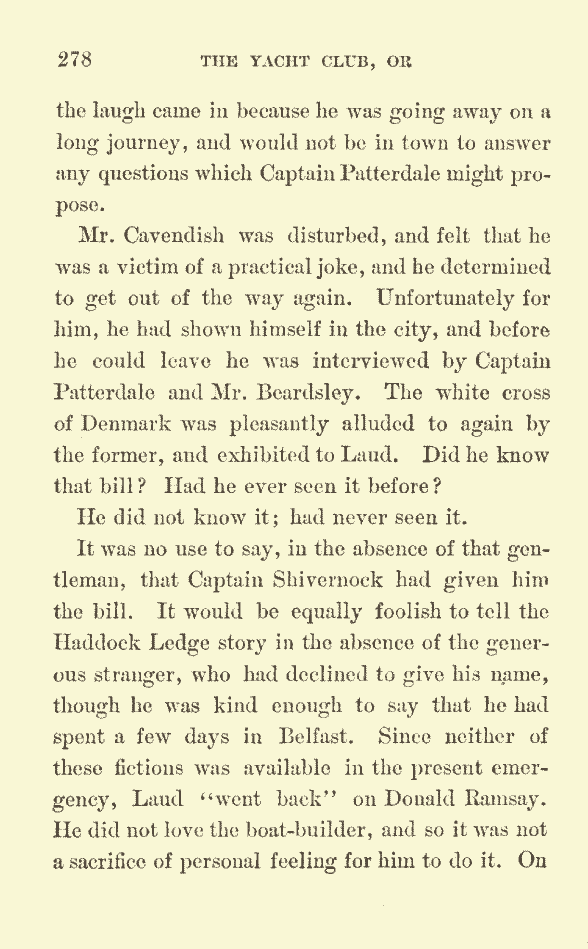 278 THE YACHT CLUB, OR
the laugh came in because he was going away on a
long journey, and would not be in town to answer
any questions which Captain Patterdale might pro-
pose.
Mr. Cavendish was disturbed, and felt that he
was a victim of a practical joke, and he determined
to get out of the way again. Unfortunately for
him, he had shown himself in the city, and before
he could leave he was interviewed by Captain
Patterdale and Mr. Beardsley. The white cross
of Denmark was pleasantly alluded to again by
the former, and exhibited to Laud. Did he know
that bill? Had he ever seen it before?
He did not know it; had never seen it.
It was no use to say, in the absence of that gen-
tleman, that Captain Shivernock had given him
the bill. It would be equally foolish to tell the
Haddock Ledge story in the absence of the gener-
ous stranger, who had declined to give his name,
though he was kind enough to say that he had
spent a few days in Belfast. Since neither of
these fictions was available in the present emer-
gency, Laud "went back" on Donald Ramsay.
He did not love the boat-builder, and so it was not
a sacrifice of personal feeling for him to do it. On